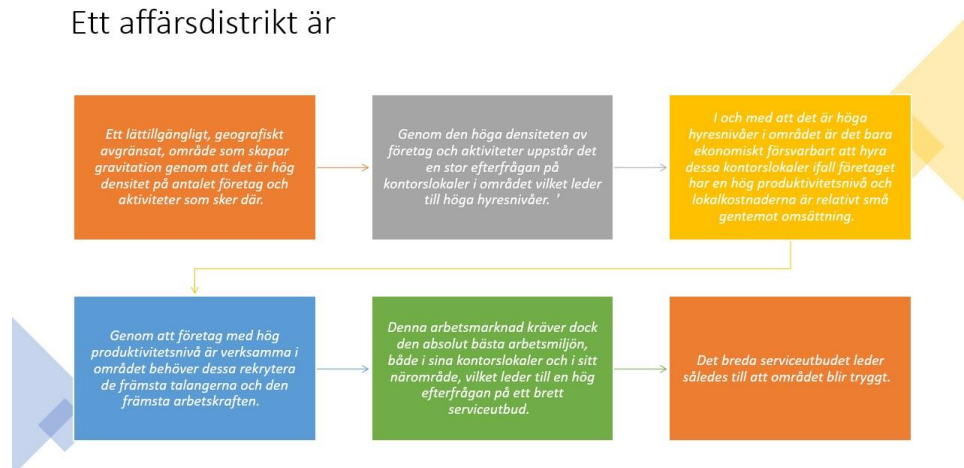 Ett affärsdistrikt är
Ett lättillgängligt, geografiskt
avgränsat, område som skapar
gravitation genom att det är hög
densitet på antalet företag och
aktiviteter som sker där.
Genom den höga densiteten av
företag och aktiviteter uppstår det
en stor efterfrågan på
kontorslokaler i området vilket leder
till höga hyresnivåer. ’
I och med att det är höga
hyresnivåer i området är det bara
ekonomiskt försvarbart att hyra
dessa kontorslokaler ifall företaget
har en hög produktivitetsnivå och
lokalkostnaderna är relativt små
gentemot omsättning.
Genom att företag med hög
produktivitetsnivå är verksamma i
området behöver dessa rekrytera
de främsta talangerna och den
främsta arbetskraften.
Denna arbetsmarknad kräver dock
den absolut bästa arbetsmiljön,
både i sina kontorslokaler och i sitt
närområde, vilket leder till en hög
efterfrågan på ett brett
serviceutbud.
Det breda serviceutbudet leder
således till att området blir tryggt.